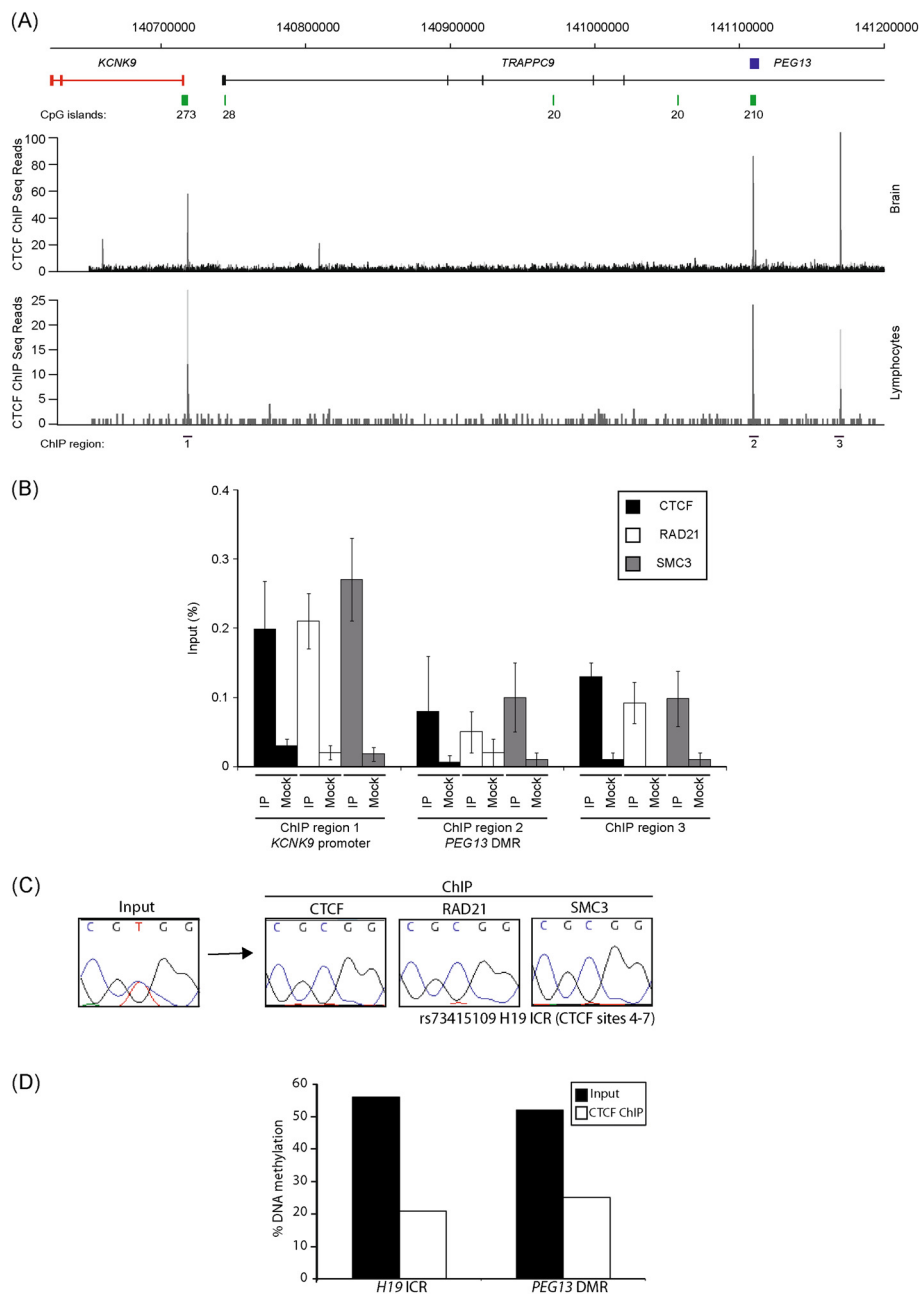 (A)
140700000 140800000 140900000 141000000 141100000 141200000
KCNK9 TRAPPC9 PEG13
CpG islands: 273 28 20 20 210
CTCF ChIP Seq Reads
100
80
60
40
20
0
Brain
CTCF ChIP Seq Reads
25
20
15
10
5
0
Lymphocytes
ChIP region: 1 2 3
(B)
Input (%)
0.4
0.3
0.2
0.1
0
CTCF
RAD21
SMC3
IP Mock IP Mock IP Mock IP Mock IP Mock IP Mock IP Mock IP Mock IP Mock
ChIP region 1 ChIP region 2 ChIP region 3
KCNK9 promoter PEG13 DMR
(C)
ChIP
Input CTCF RAD21 SMC3
C G T G G C G C G G C G C G G C G C G G
rs73415109 H19 ICR (CTCF sites 4-7)
(D)
% DNA methylation
60
50
40
30
20
10
0
Input
CTCF ChIP
H19 ICR PEG13 DMR